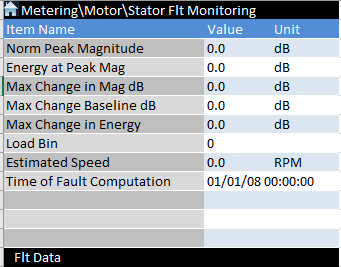 Metering\Motor\Stator Flt Monitoring
Item Name Value Unit
Norm Peak Magnitude 0.0 dB
Energy at Peak Mag 0.0 dB
Max Change in Mag dB 0.0 dB
Max Change Baseline dB 0.0 dB
Max Change in Energy 0.0 dB
Load Bin 0
Estimated Speed 0.0 RPM
Time of Fault Computation 01/01/08 00:00:00
Flt Data